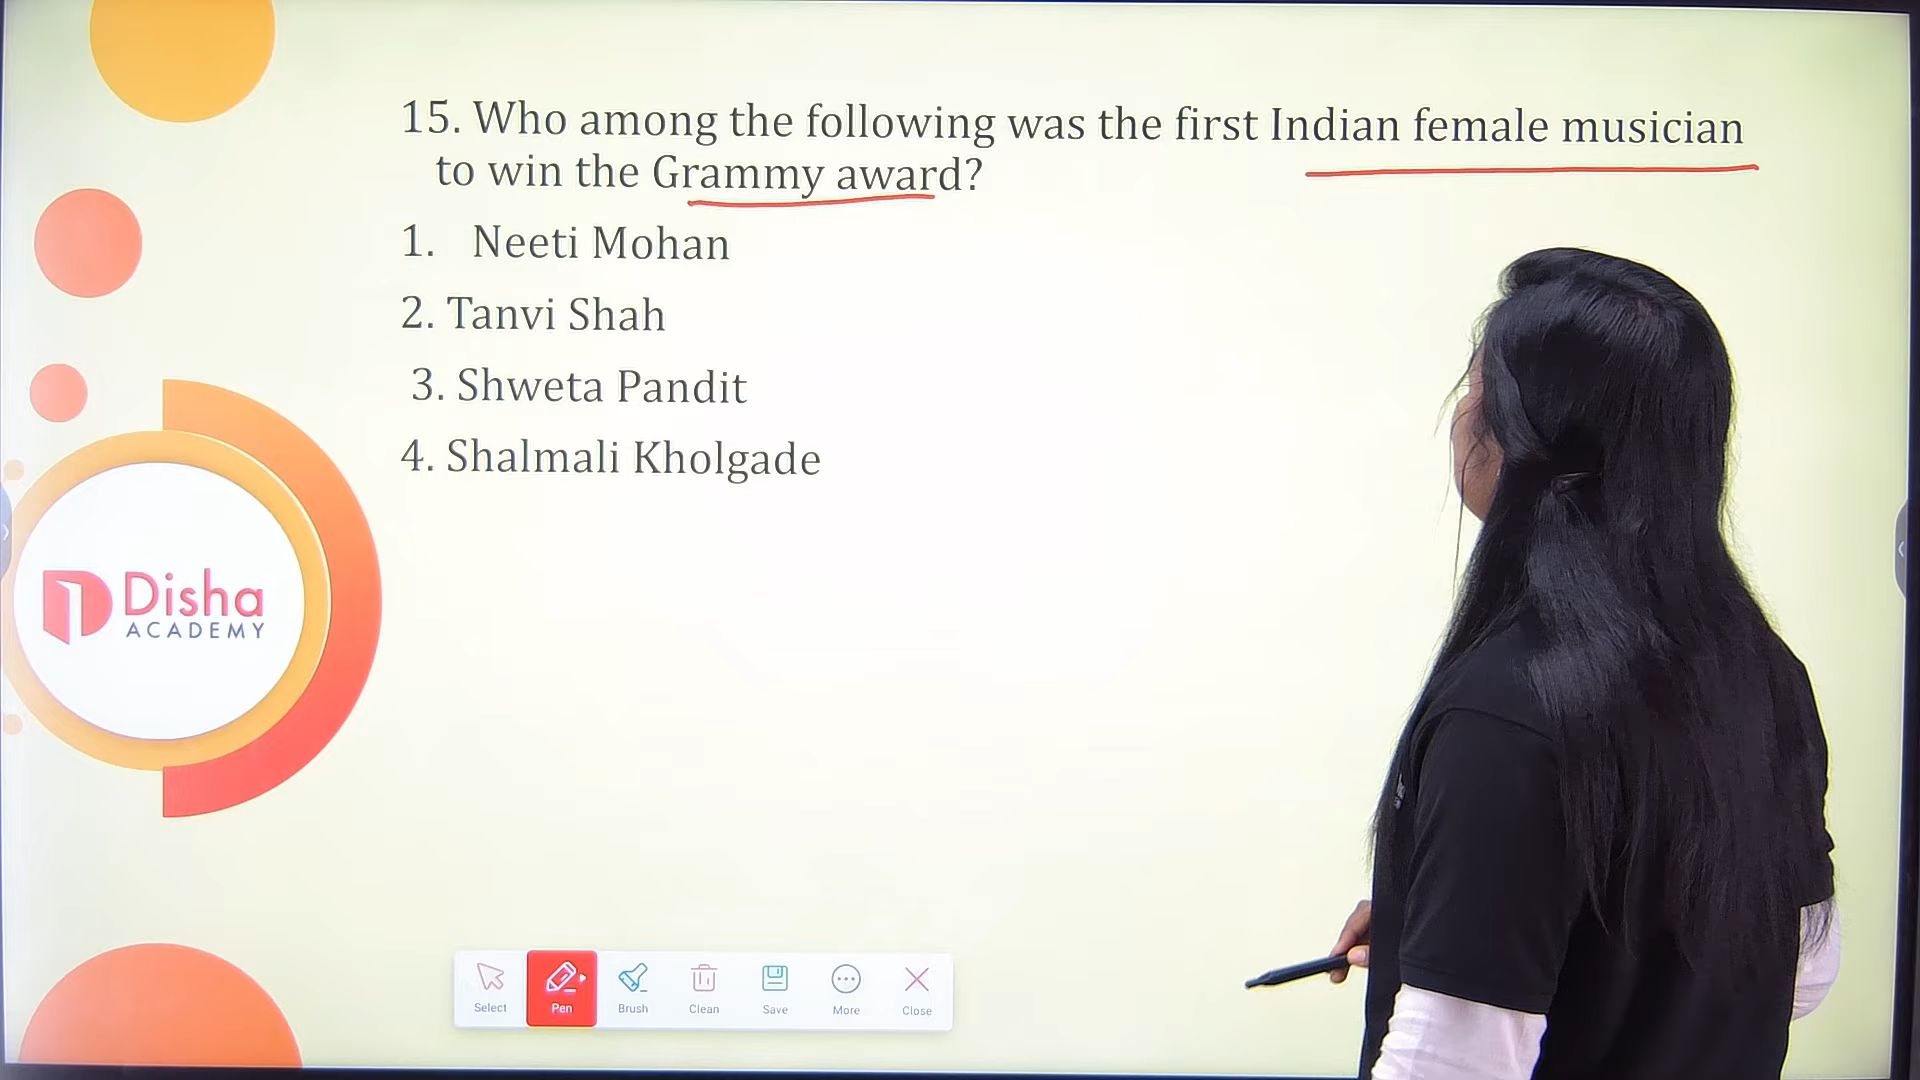 15. Who among the following was the first Indian female musician
to win the Grammy award?
1. Neeti Mohan
2. Tanvi Shah
3. Shweta Pandit
4. Shalmali Kholgade
Disha
ACADEMY
Select Pen Brush Clean Save More Close